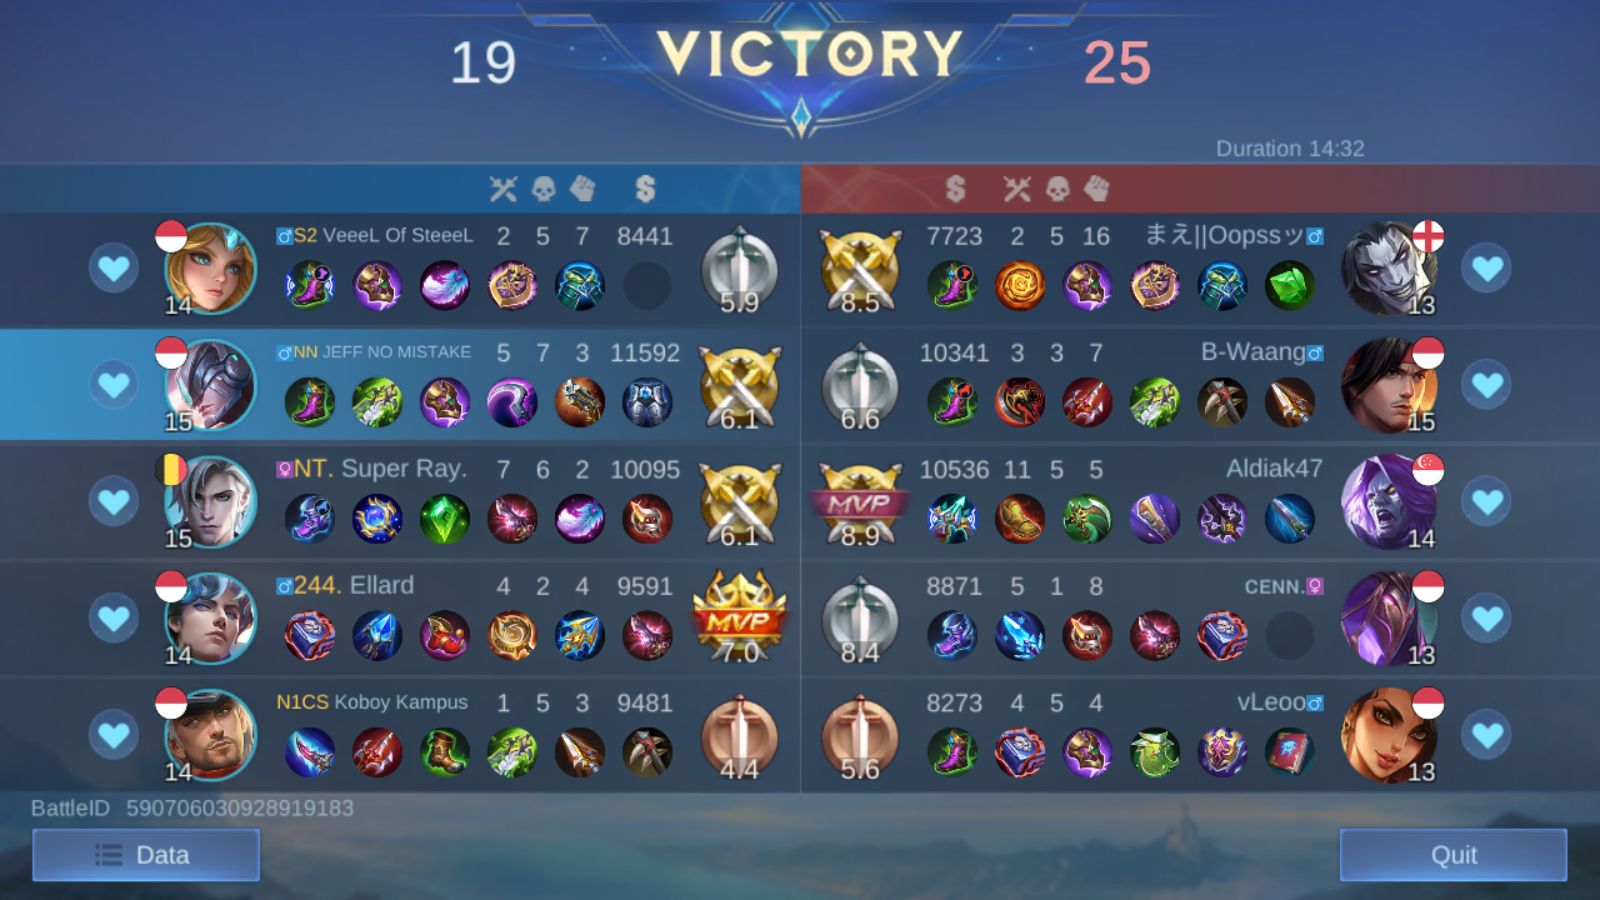 19 VICTORY 25
Duration 14:32
S2 VeeeL Of SteeeL 2 5 7 8441
14 5.9
7723 2 5 16 まえ||Oopssッ
8.5 13
NN JEFF NO MISTAKE 5 7 3 11592
15 6.1
10341 3 3 7 B-Waang
6.6 15
NT. Super Ray. 7 6 2 10095
15 6.1
10536 11 5 5 Aldiak47
MVP 8.9 14
244. Ellard 4 2 4 9591
14 MVP 7.0
8871 5 1 8 CENN.
8.4 13
N1CS Koboy Kampus 1 5 3 9481
14 4.4
8273 4 5 4 vLeoo
5.6 13
BattleID 590706030928919183
Data
Quit